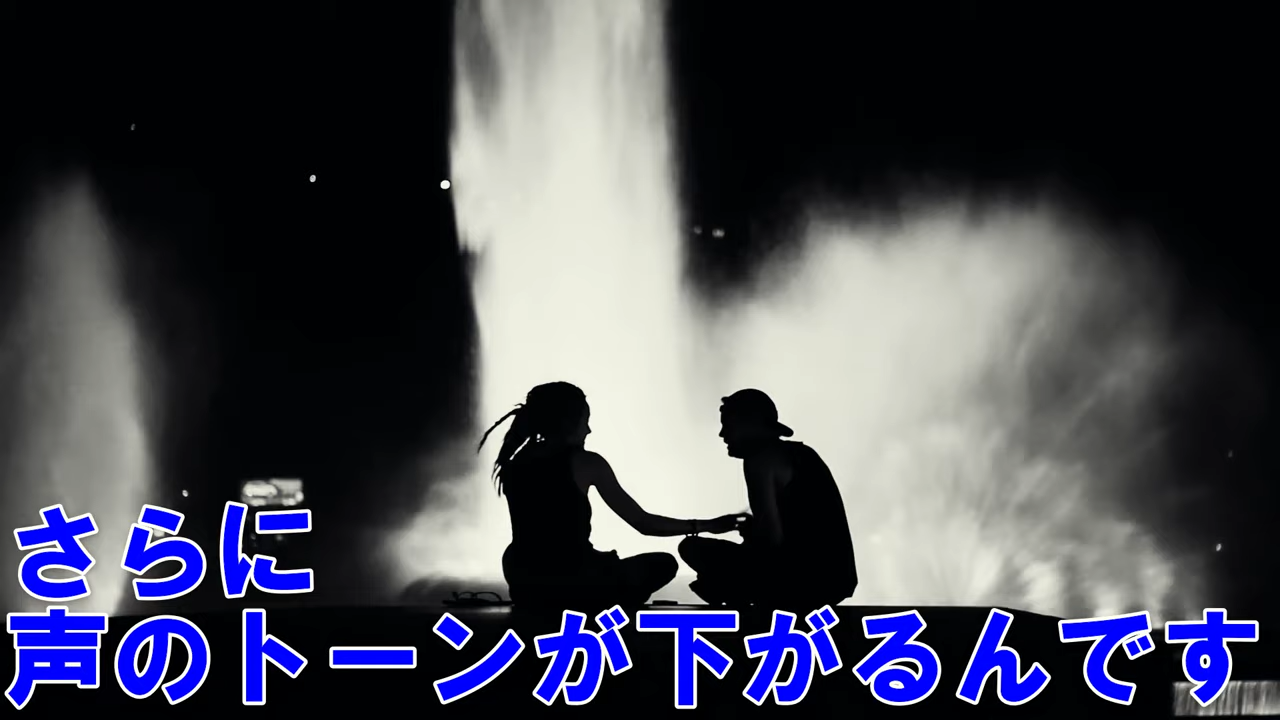 さらに
声のトーンが下がるんです